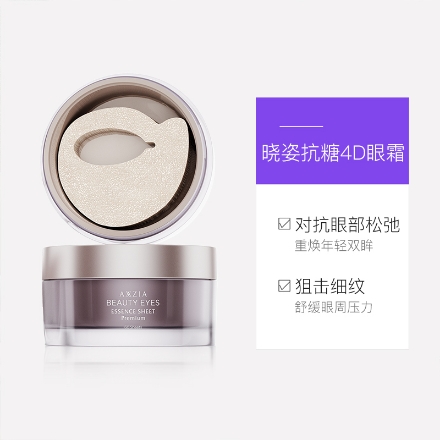 晓姿抗糖4D眼霜
对抗眼部松弛
重焕年轻双眸
狙击细纹
舒缓眼周压力
AXXZIA
BEAUTY EYES
ESSENCE SHEET
Premium